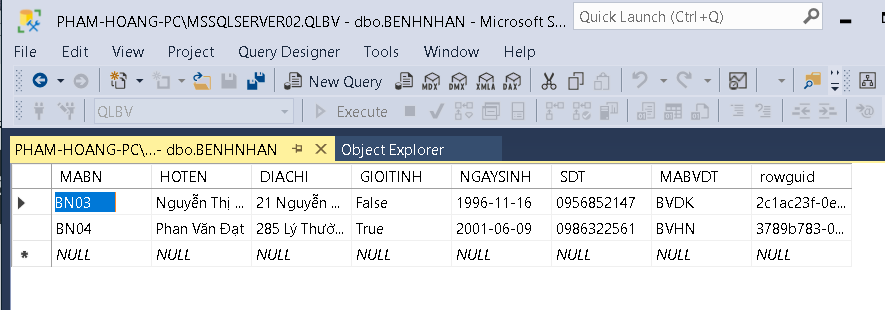 PHAM-HOANG-PC\MSSQLSERVER02.QLBV - dbo.BENHNHAN - Microsoft S...
Quick Launch (Ctrl+Q)
File Edit View Project Query Designer Tools Window Help
New Query MDX DMX XMLA DAX
QLBV Execute
PHAM-HOANG-PC\...- dbo.BENHNHAN Object Explorer
MABN HOTEN DIACHI GIOITINH NGAYSINH SDT MABVDT rowguid
BN03 Nguyễn Thị ... 21 Nguyễn ... False 1996-11-16 0956852147 BVDK 2c1ac23f-0e...
BN04 Phan Văn Đạt 285 Lý Thườ... True 2001-06-09 0986322561 BVHN 3789b783-0...
NULL NULL NULL NULL NULL NULL NULL NULL